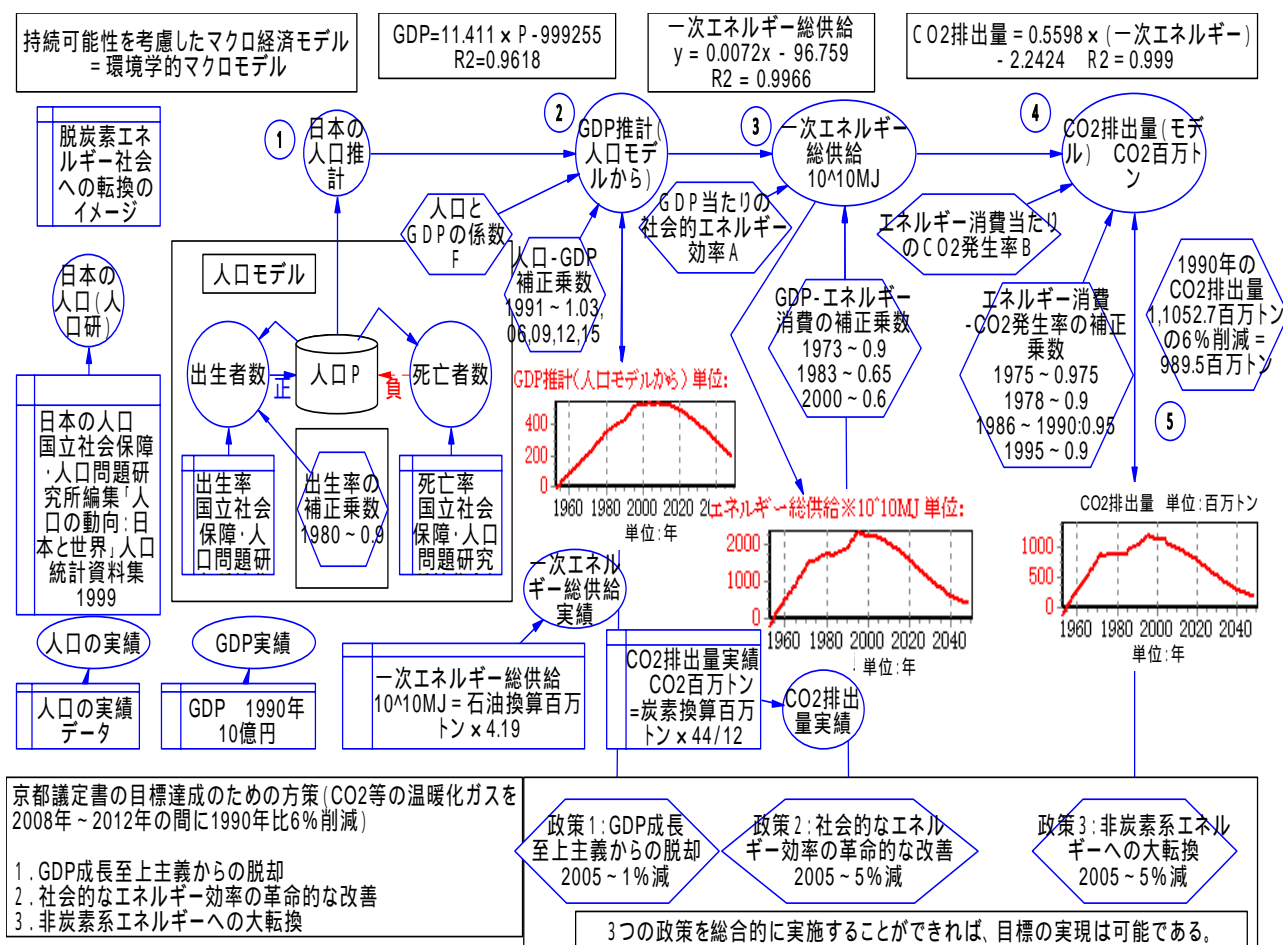 持続可能性を考慮したマクロ経済モデル
=環境学的マクロモデル
GDP=11.411×P-999255
R2=0.9618
一次エネルギー総供給
y = 0.0072x - 96.759
R2 = 0.9966
CO2排出量=0.5598×(一次エネルギー)
- 2.2424 R2=0.999
脱炭素エネ
ルギー社会
への転換の
イメージ
1
日本の
人口推
計
2
GDP推計(
人口モデ
ルから)
3
一次エネルギー
総供給
10^10MJ
4
CO2排出量(モデ
ル) CO2百万ト
ン
人口と
GDPの係数
F
GDP当たりの
社会的エネルギー
効率A
エネルギー消費当たり
のCO2発生率B
日本の
人口(人
口研)
人口モデル
人口-GDP
補正乗数
1991~1.03,
06,09,12,15
GDP-エネルギー
消費の補正乗数
1973~0.9
1983~0.65
2000~0.6
エネルギー消費
-CO2発生率の補正
乗数
1975~0.975
1978~0.9
1986~1990:0.95
1995~0.9
1990年の
CO2排出量
1,1052.7百万トン
の6%削減=
989.5百万トン
5
出生者数
正
人口P
負
死亡者数
日本の人口
国立社会保障
・人口問題研
究所編集「人
口の動向:日
本と世界」人口
統計資料集
1999
出生率
国立社会
保障・人
口問題研
出生率の
補正乗数
1980~0.9
死亡率
国立社会
保障・人口
問題研究
GDP推計(人口モデルから) 単位:
400
200
0
1960 1980 2000 2020 2040
単位:年
エネルギー総供給※10^10MJ 単位:
2000
1000
0
1960 1980 2000 2020 2040
単位:年
CO2排出量 単位:百万トン
1000
500
0
1960 1980 2000 2020 2040
単位:年
一次エネル
ギー総供給
実績
人口の実績
GDP実績
人口の実績
データ
GDP 1990年
10億円
一次エネルギー総供給
10^10MJ=石油換算百万
トン×4.19
CO2排出量実績
CO2百万トン
=炭素換算百万
トン×44/12
CO2排出
量実績
京都議定書の目標達成のための方策(CO2等の温暖化ガスを
2008年~2012年の間に1990年比6%削減)
1.GDP成長至上主義からの脱却
2.社会的なエネルギー効率の革命的な改善
3.非炭素系エネルギーへの大転換
政策1:GDP成長
至上主義からの脱却
2005~1%減
政策2:社会的なエネル
ギー効率の革命的な改善
2005~5%減
政策3:非炭素系エネル
ギーへの大転換
2005~5%減
3つの政策を総合的に実施することができれば、目標の実現は可能である。